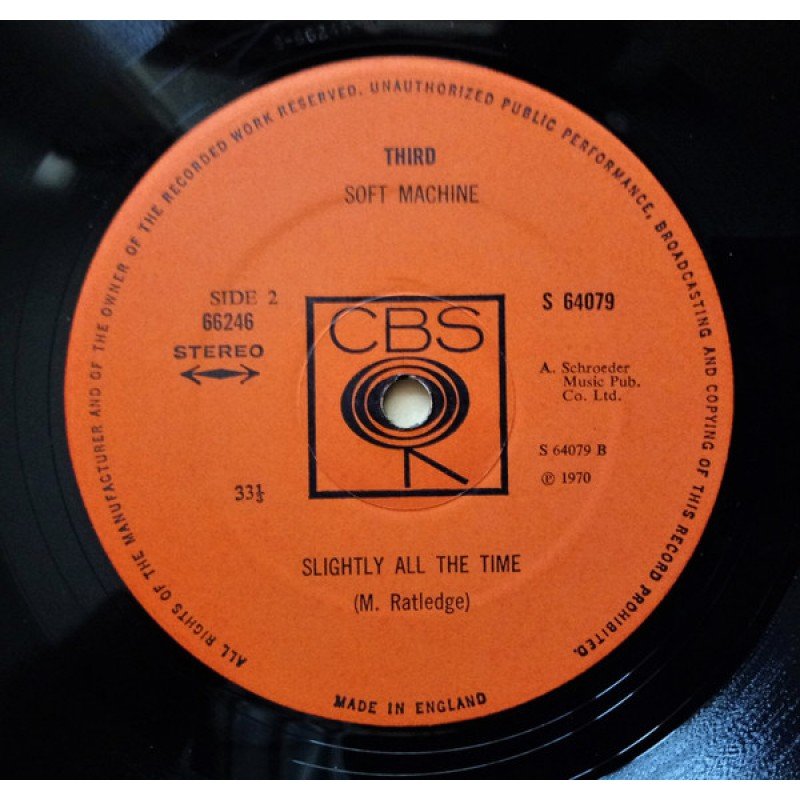 THIRD
SOFT MACHINE
SIDE 2
66246
STEREO
S 64079
CBS
A. Schroeder
Music Pub.
Co. Ltd.
S 64079 B
℗ 1970
33⅓
SLIGHTLY ALL THE TIME
(M. Ratledge)
ALL RIGHTS OF THE MANUFACTURER AND OF THE OWNER OF THE RECORDED WORK RESERVED. UNAUTHORIZED PUBLIC PERFORMANCE, BROADCASTING AND COPYING OF THIS RECORD PROHIBITED.
MADE IN ENGLAND